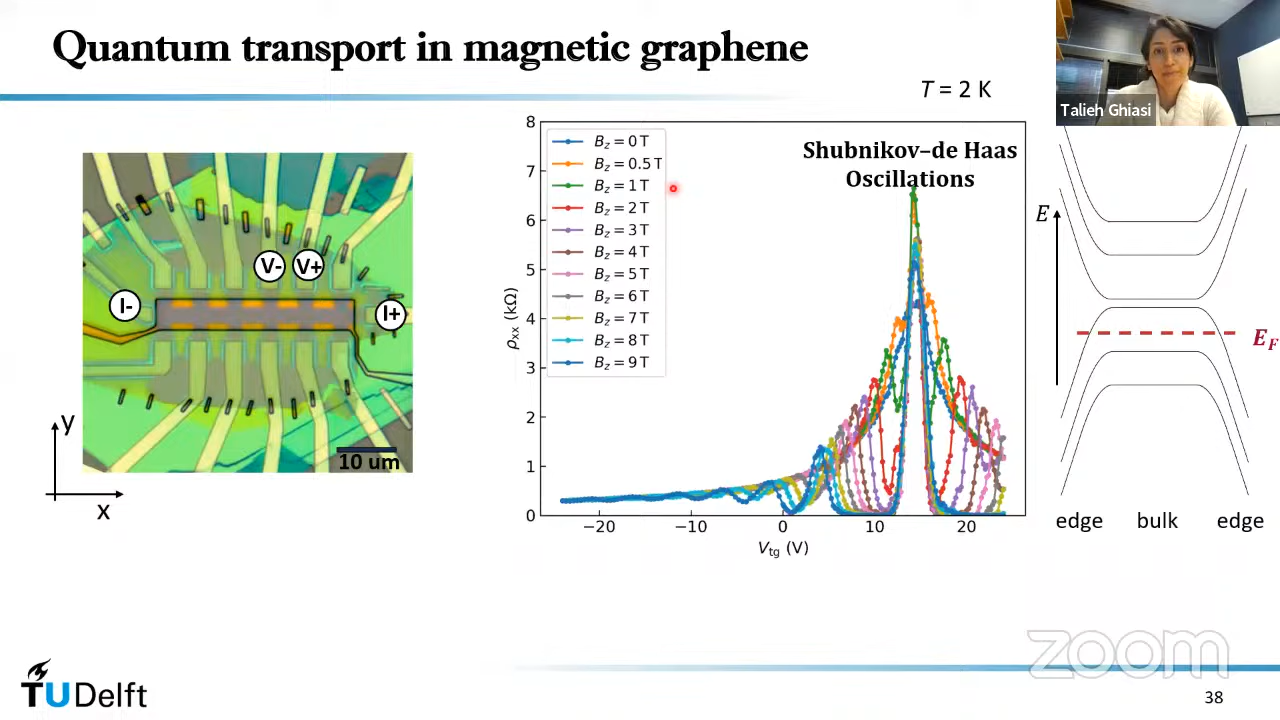 Quantum transport in magnetic graphene
T = 2 K
Talieh Ghiasi
V-
V+
I-
I+
10 um
y
x
8
7
6
5
4
3
2
1
0
ρxx (kΩ)
Bz = 0 T
Bz = 0.5 T
Bz = 1 T
Bz = 2 T
Bz = 3 T
Bz = 4 T
Bz = 5 T
Bz = 6 T
Bz = 7 T
Bz = 8 T
Bz = 9 T
Shubnikov–de Haas
Oscillations
−20 −10 0 10 20
Vtg (V)
E
EF
edge bulk edge
zoom
TUDelft
38